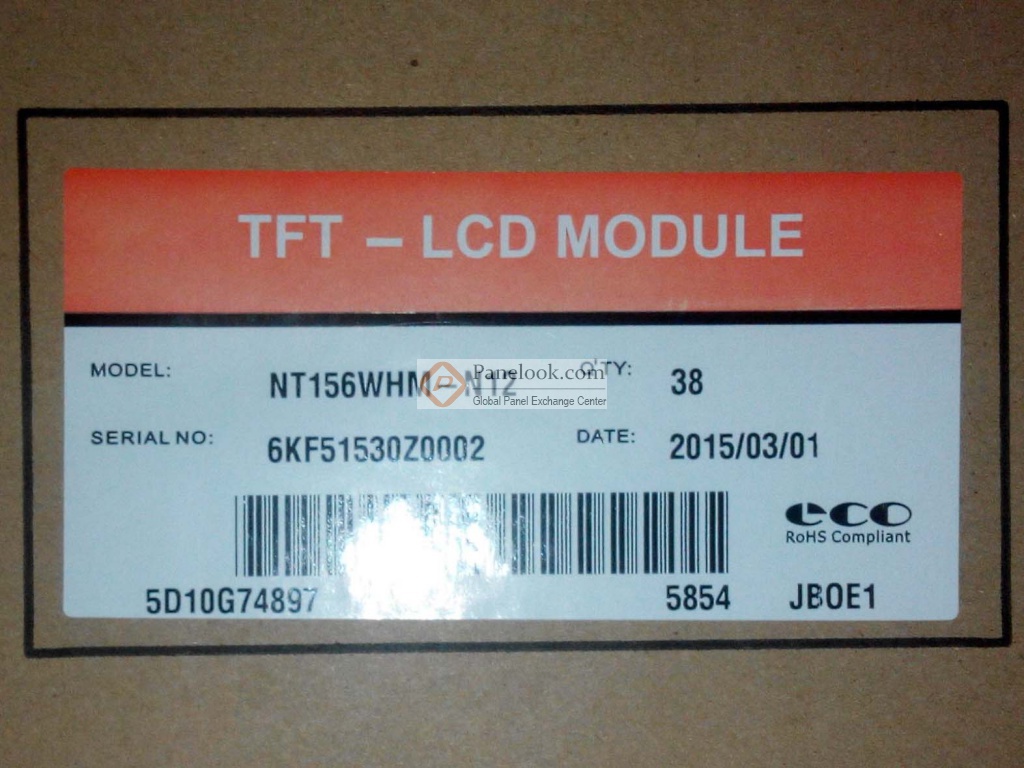 TFT – LCD MODULE
MODEL: NT156WHM-N12 Q'TY: 38
Panelook.com
Global Panel Exchange Center
SERIAL NO: 6KF51530Z0002 DATE: 2015/03/01
eco
RoHS Compliant
5D10G74897 5854 JBOE1